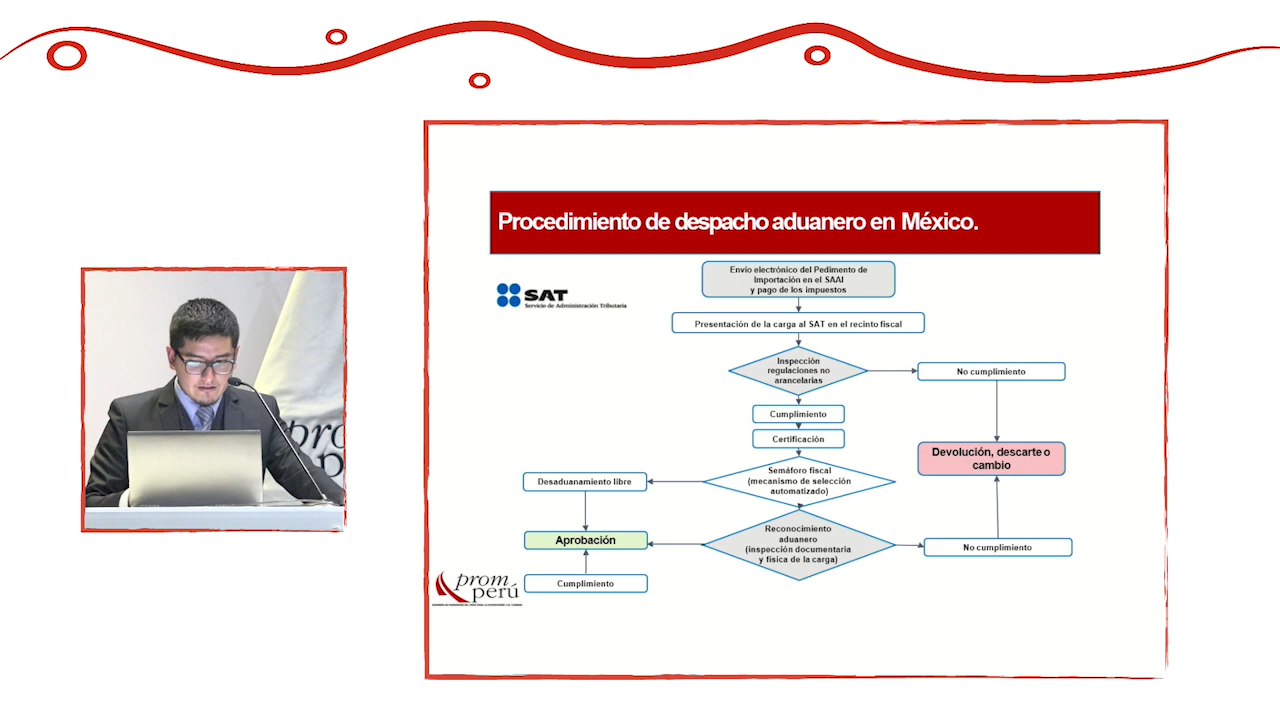 Procedimiento de despacho aduanero en México.
SAT
Servicio de Administración Tributaria
Envío electrónico del Pedimento de
Importación en el SAAI
y pago de los impuestos
Presentación de la carga al SAT en el recinto fiscal
Inspección
regulaciones no
arancelarias
No cumplimiento
Cumplimiento
Certificación
Devolución, descarte o
cambio
Semáforo fiscal
(mecanismo de selección
automatizado)
Desaduanamiento libre
Reconocimiento
aduanero
(inspección documentaria
y física de la carga)
Aprobación
No cumplimiento
Cumplimiento
prom
perú
pro
p